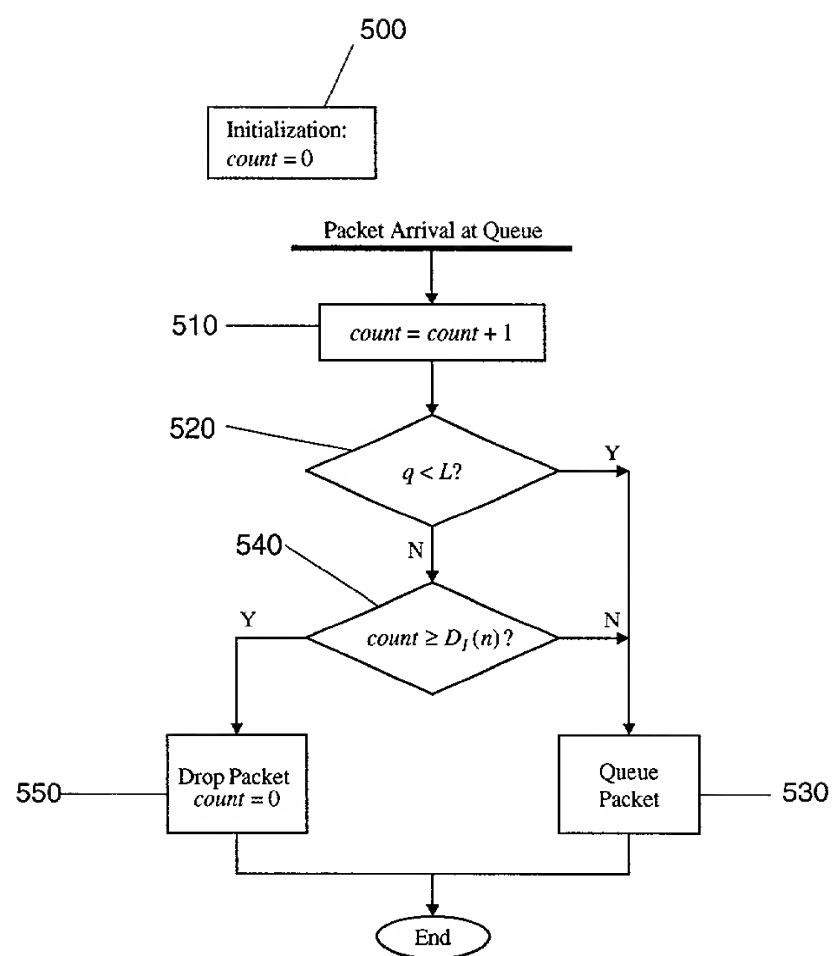 500
Initialization:
count = 0
Packet Arrival at Queue
510
count = count + 1
520
q < L?
Y
N
540
Y
count ≥ D_I(n)?
N
Drop Packet
count = 0
550
Queue
Packet
530
End